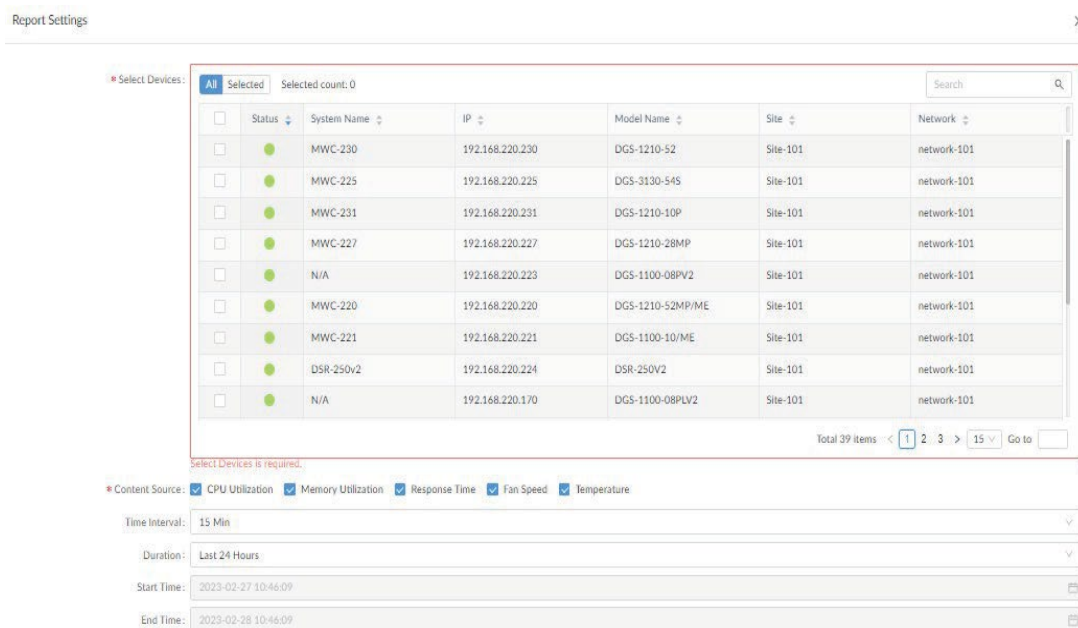 Report Settings
* Select Devices :
All Selected Selected count: 0 Search
Status System Name IP Model Name Site Network
MWC-230 192.168.220.230 DGS-1210-52 Site-101 network-101
MWC-225 192.168.220.225 DGS-3130-54S Site-101 network-101
MWC-231 192.168.220.231 DGS-1210-10P Site-101 network-101
MWC-227 192.168.220.227 DGS-1210-28MP Site-101 network-101
N/A 192.168.220.223 DGS-1100-08PV2 Site-101 network-101
MWC-220 192.168.220.220 DGS-1210-52MP/ME Site-101 network-101
MWC-221 192.168.220.221 DGS-1100-10/ME Site-101 network-101
DSR-250v2 192.168.220.224 DSR-250V2 Site-101 network-101
N/A 192.168.220.170 DGS-1100-08PLV2 Site-101 network-101
Total 39 items < 1 2 3 > 15 Go to
Select Devices is required.
* Content Source : CPU Utilization Memory Utilization Response Time Fan Speed Temperature
Time Interval : 15 Min
Duration : Last 24 Hours
Start Time : 2023-02-27 10:46:09
End Time : 2023-02-28 10:46:09